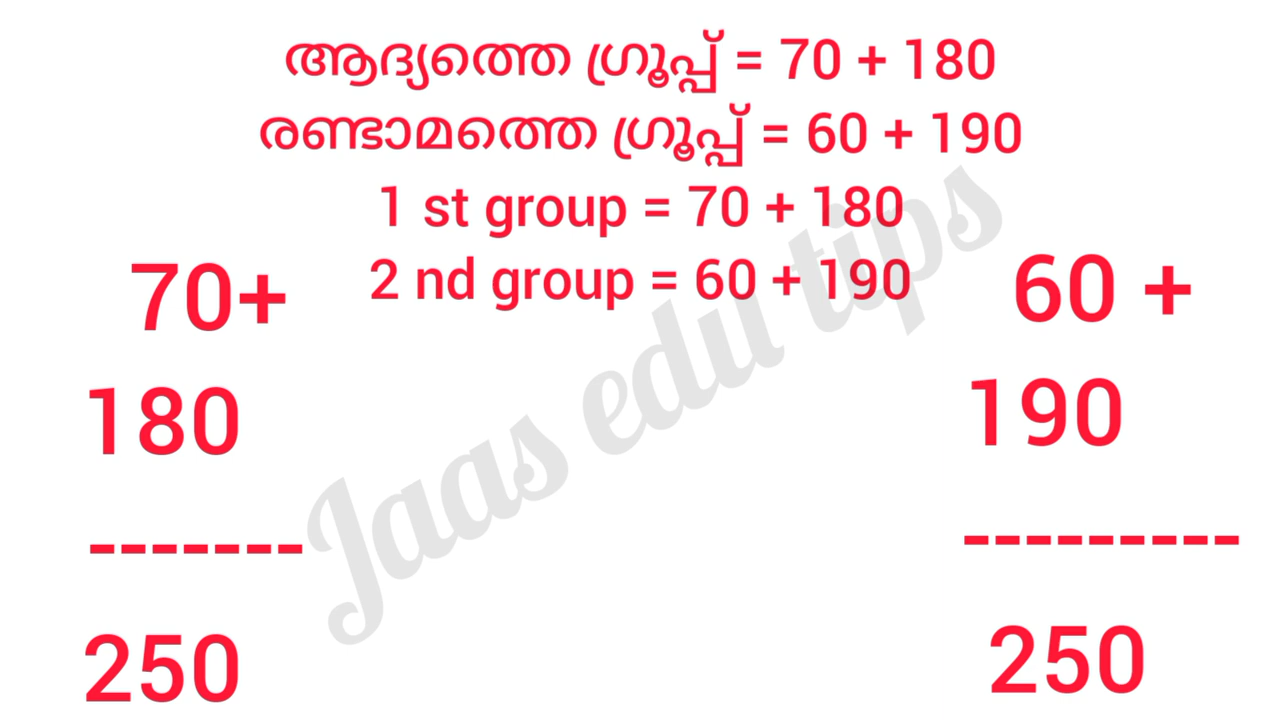 ആദ്യത്തെ ഗ്രൂപ്പ് = 70 + 180
രണ്ടാമത്തെ ഗ്രൂപ്പ് = 60 + 190
1 st group = 70 + 180
2 nd group = 60 + 190
70+
180
-------
250
60 +
190
---------
250
Jaas edu tips